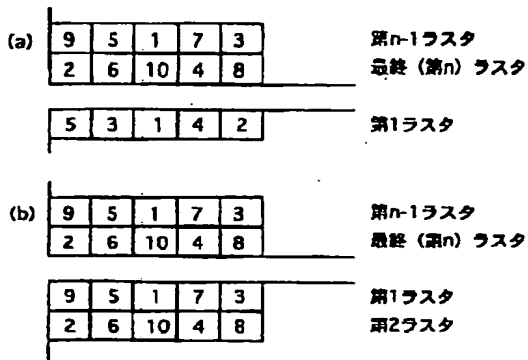 (a) 9 5 1 7 3 第n-1ラスタ
2 6 10 4 8 最終（第n）ラスタ
5 3 1 4 2 第1ラスタ
(b) 9 5 1 7 3 第n-1ラスタ
2 6 10 4 8 最終（第n）ラスタ
9 5 1 7 3 第1ラスタ
2 6 10 4 8 第2ラスタ